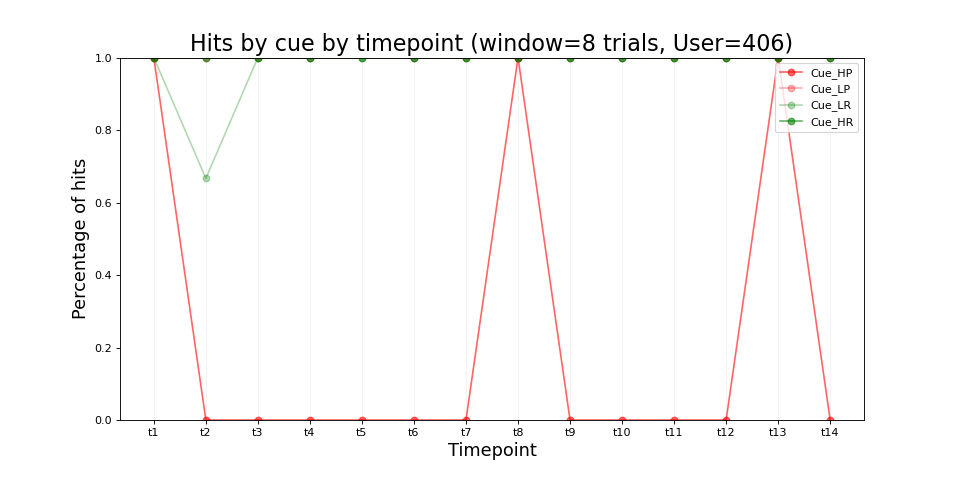 Hits by cue by timepoint (window=8 trials, User=406)
Percentage of hits
1.0
0.8
0.6
0.4
0.2
0.0
Cue_HP
Cue_LP
Cue_LR
Cue_HR
t1 t2 t3 t4 t5 t6 t7 t8 t9 t10 t11 t12 t13 t14
Timepoint